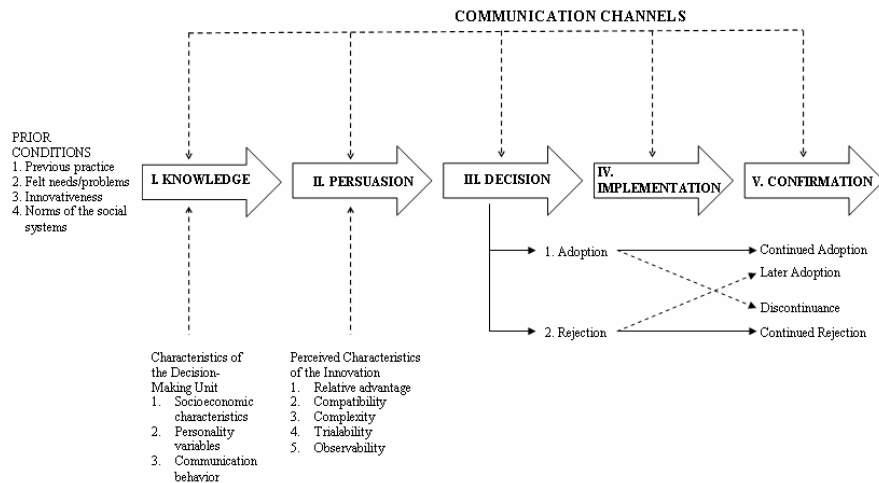 COMMUNICATION CHANNELS
PRIOR
CONDITIONS
1. Previous practice
2. Felt needs/problems
3. Innovativeness
4. Norms of the social
systems
I. KNOWLEDGE
II. PERSUASION
III. DECISION
IV.
IMPLEMENTATION
V. CONFIRMATION
1. Adoption
2. Rejection
Continued Adoption
Later Adoption
Discontinuance
Continued Rejection
Characteristics of
the Decision-
Making Unit
1. Socioeconomic
characteristics
2. Personality
variables
3. Communication
behavior
Perceived Characteristics
of the Innovation
1. Relative advantage
2. Compatibility
3. Complexity
4. Trialability
5. Observability